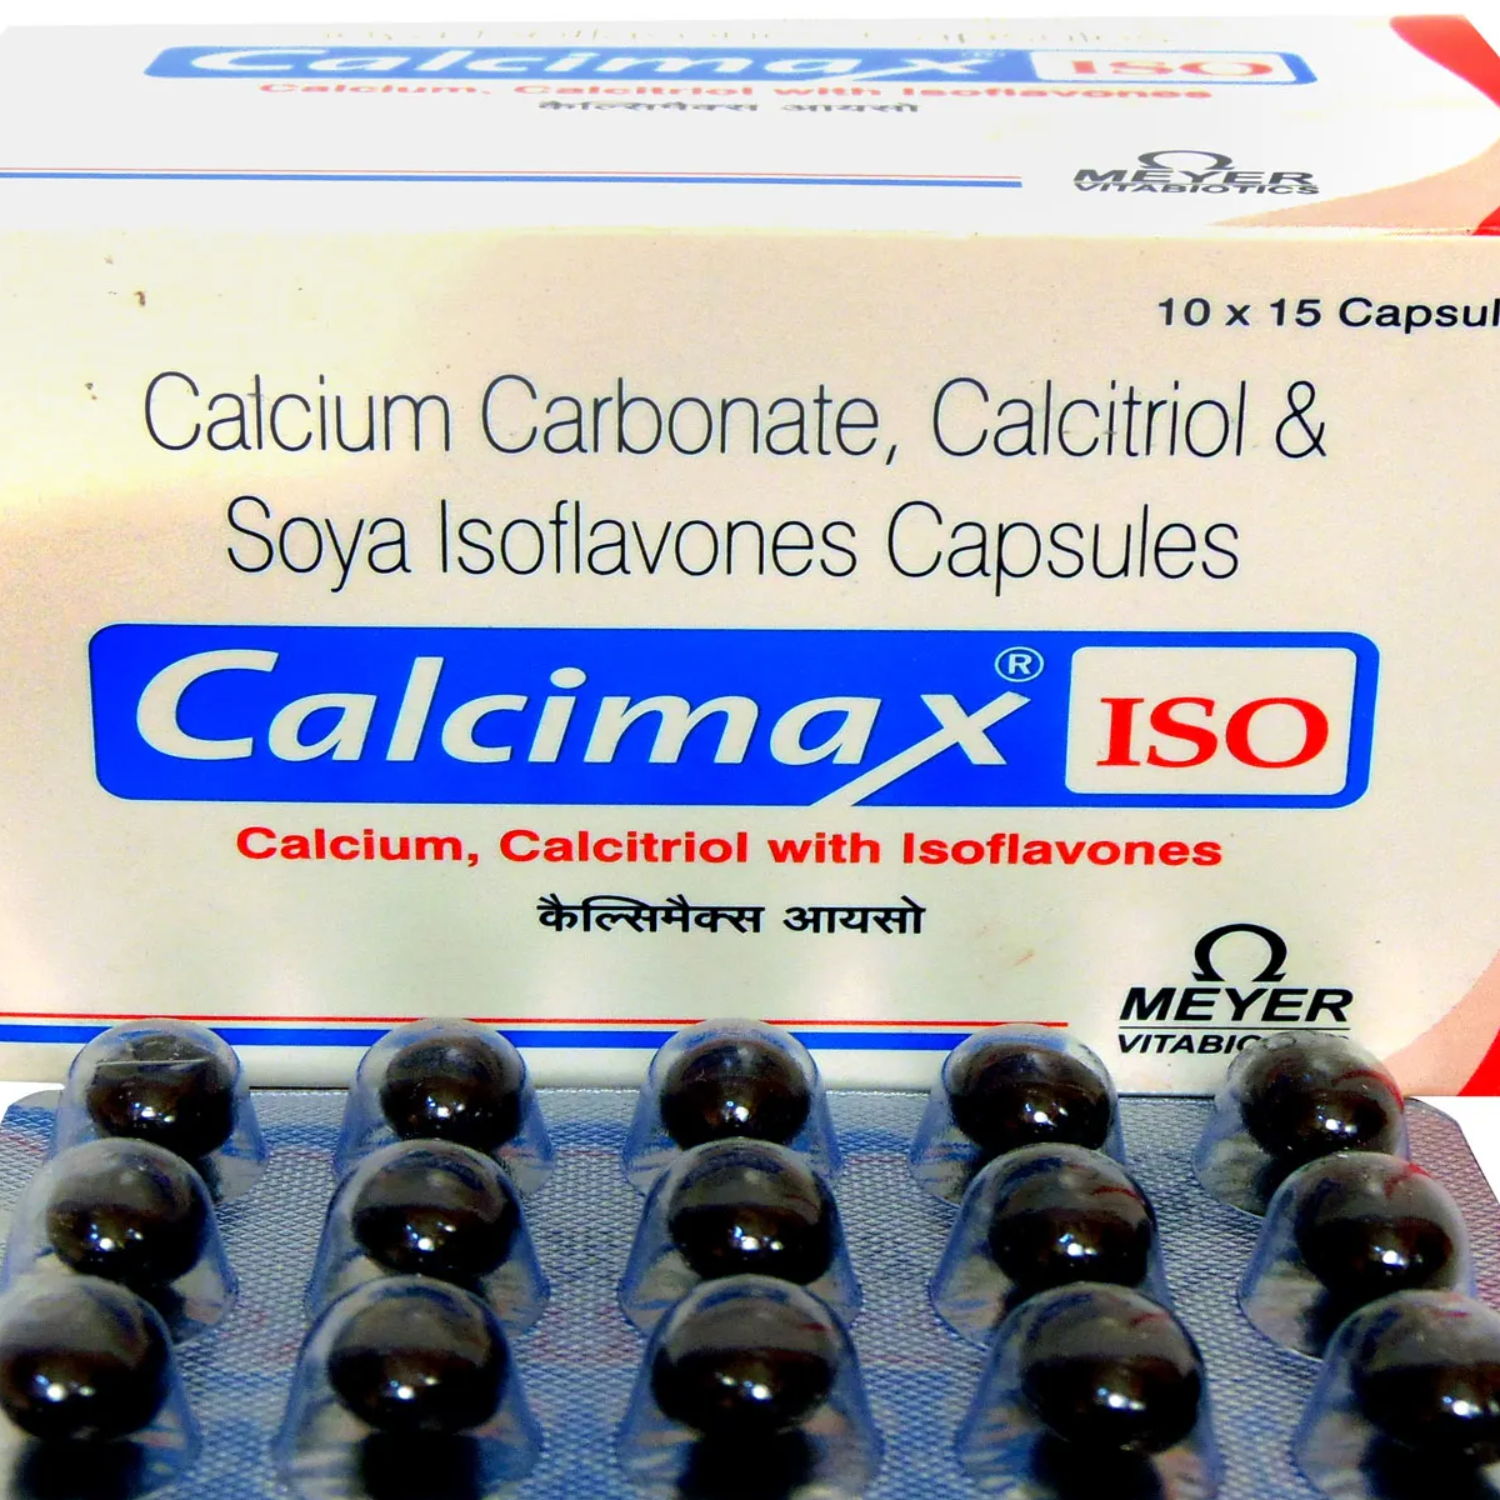 Calcimax ISO
Calcium, Calcitriol with Isoflavones
कैल्सिमैक्स आयसो
MEYER
VITABIOTICS
10 x 15 Capsul
Calcium Carbonate, Calcitriol &
Soya Isoflavones Capsules
Calcimax® ISO
Calcium, Calcitriol with Isoflavones
कैल्सिमैक्स आयसो
MEYER